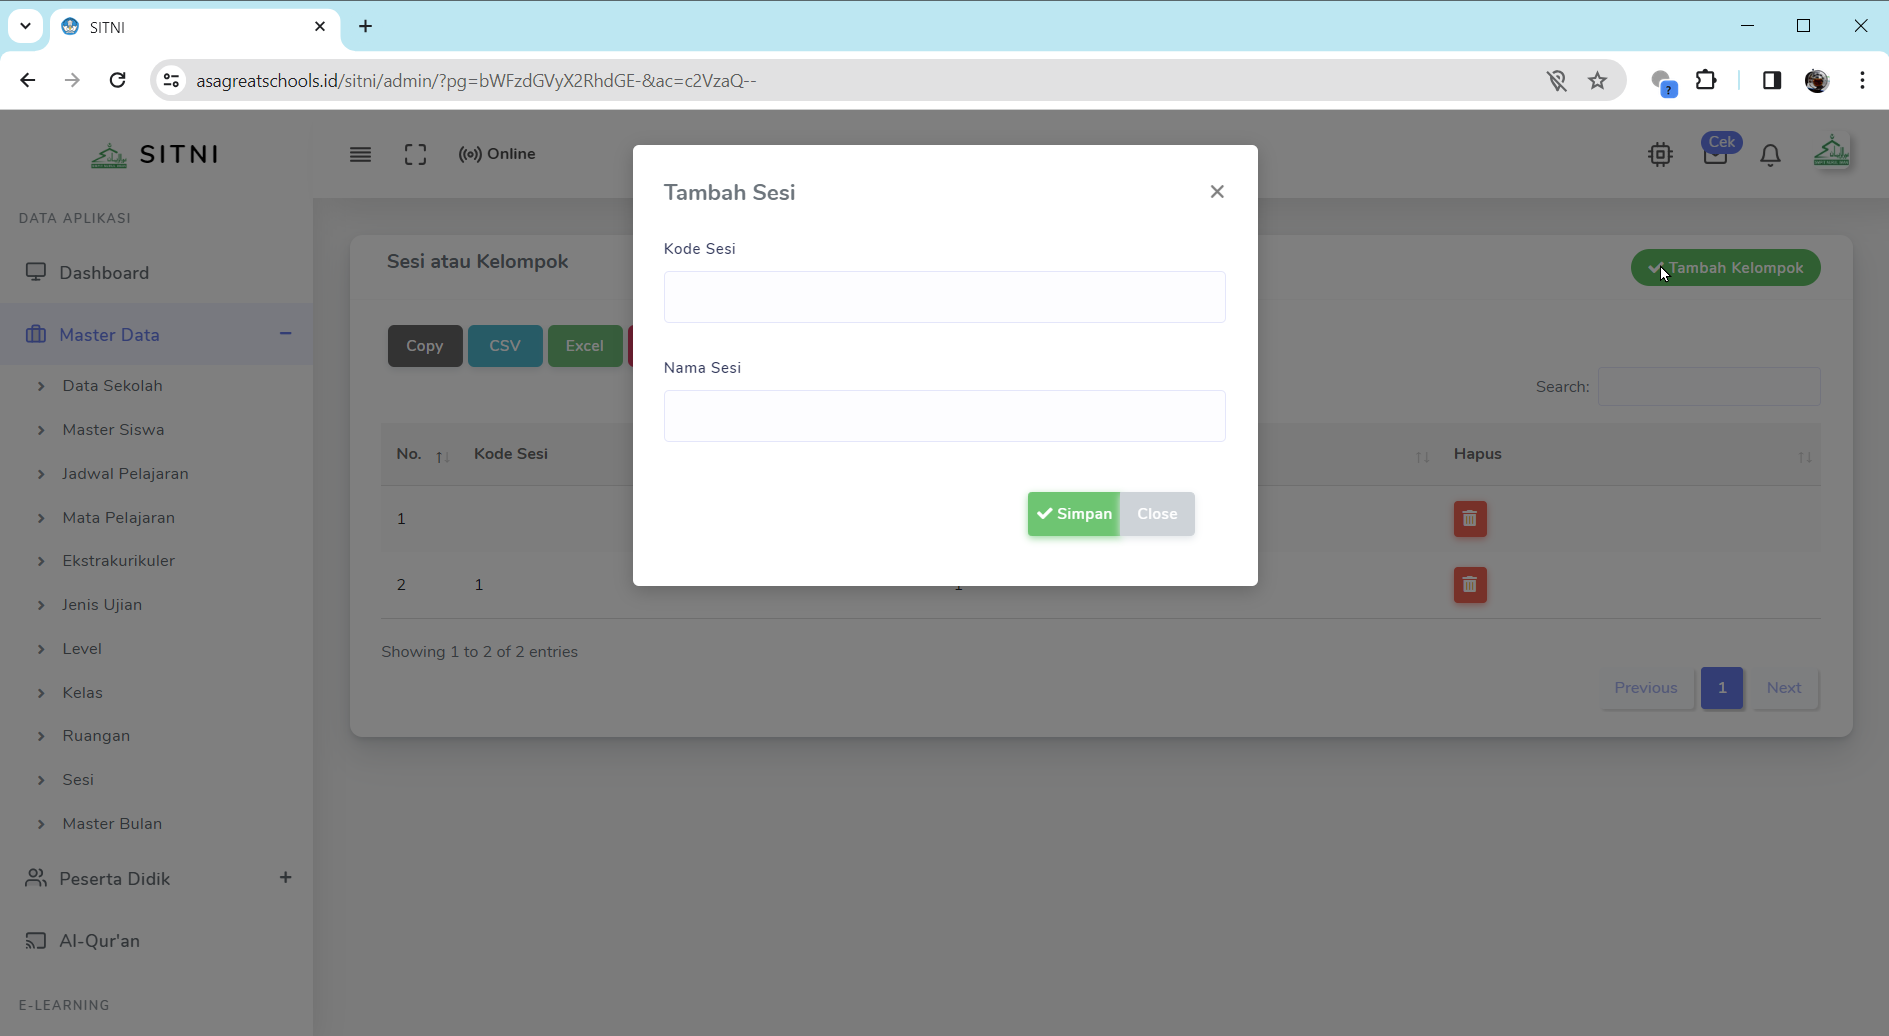 SITNI
asagreatschools.id/sitni/admin/?pg=bWFzdGVyX2RhdGE-&ac=c2VzaQ--
?
SITNI
Online
Cek
DATA APLIKASI
Dashboard
Master Data
Data Sekolah
Master Siswa
Jadwal Pelajaran
Mata Pelajaran
Ekstrakurikuler
Jenis Ujian
Level
Kelas
Ruangan
Sesi
Master Bulan
Peserta Didik
Al-Qur'an
E-LEARNING
Sesi atau Kelompok
Tambah Kelompok
Copy
CSV
Excel
Search:
No. Kode Sesi Hapus
1
2 1 1
Showing 1 to 2 of 2 entries
Previous 1 Next
Tambah Sesi
Kode Sesi
Nama Sesi
Simpan Close